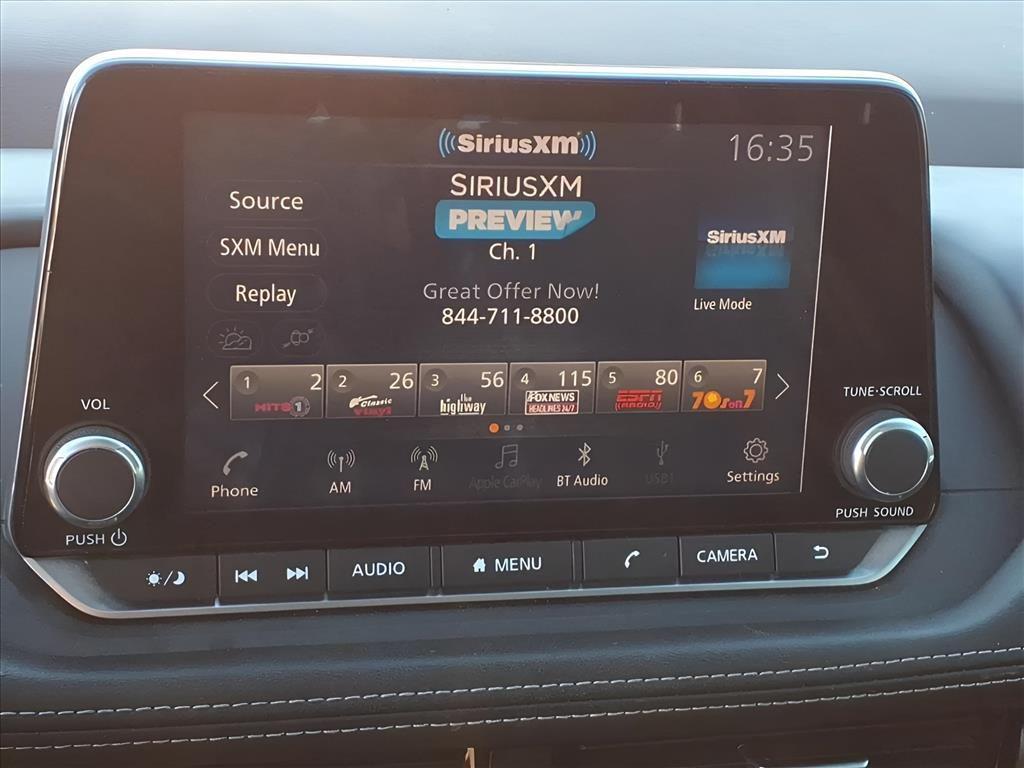 SiriusXM
16:35
SIRIUSXM
PREVIEW
Ch. 1
Source
SXM Menu
Replay
Great Offer Now!
844-711-8800
SiriusXM
Live Mode
1 2 HITS 1
2 26 Classic vinyl
3 56 the highway
4 115 FOX NEWS HEADLINES 24/7
5 80 ESPN RADIO
6 7 70s on 7
Phone
AM
FM
Apple CarPlay
BT Audio
USB1
Settings
VOL
PUSH
TUNE·SCROLL
PUSH SOUND
AUDIO
MENU
CAMERA